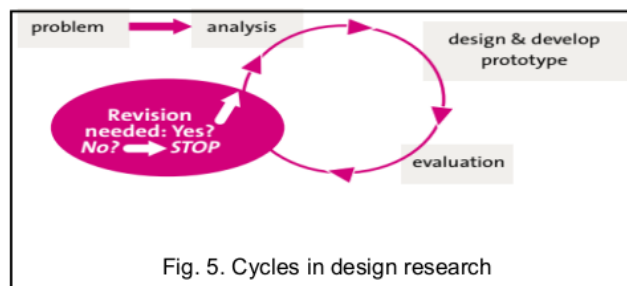 problem
analysis
design & develop
prototype
evaluation
Revision
needed: Yes?
No? STOP
Fig. 5. Cycles in design research